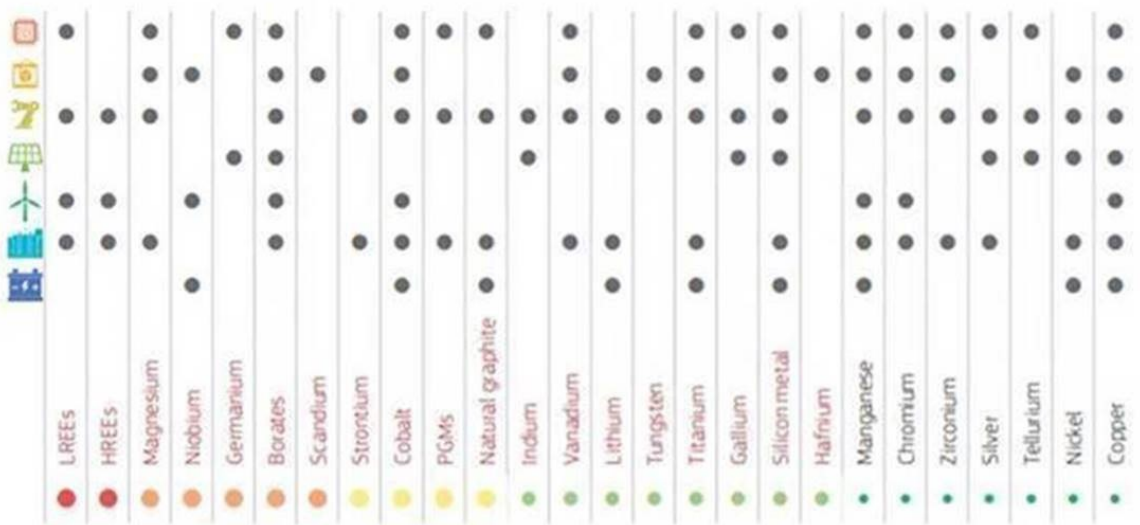 LREEs
HREEs
Magnesium
Niobium
Germanium
Borates
Scandium
Strontium
Cobalt
PGMs
Natural graphite
Indium
Vanadium
Lithium
Tungsten
Titanium
Gallium
Silicon metal
Hafnium
Manganese
Chromium
Zirconium
Silver
Tellurium
Nickel
Copper